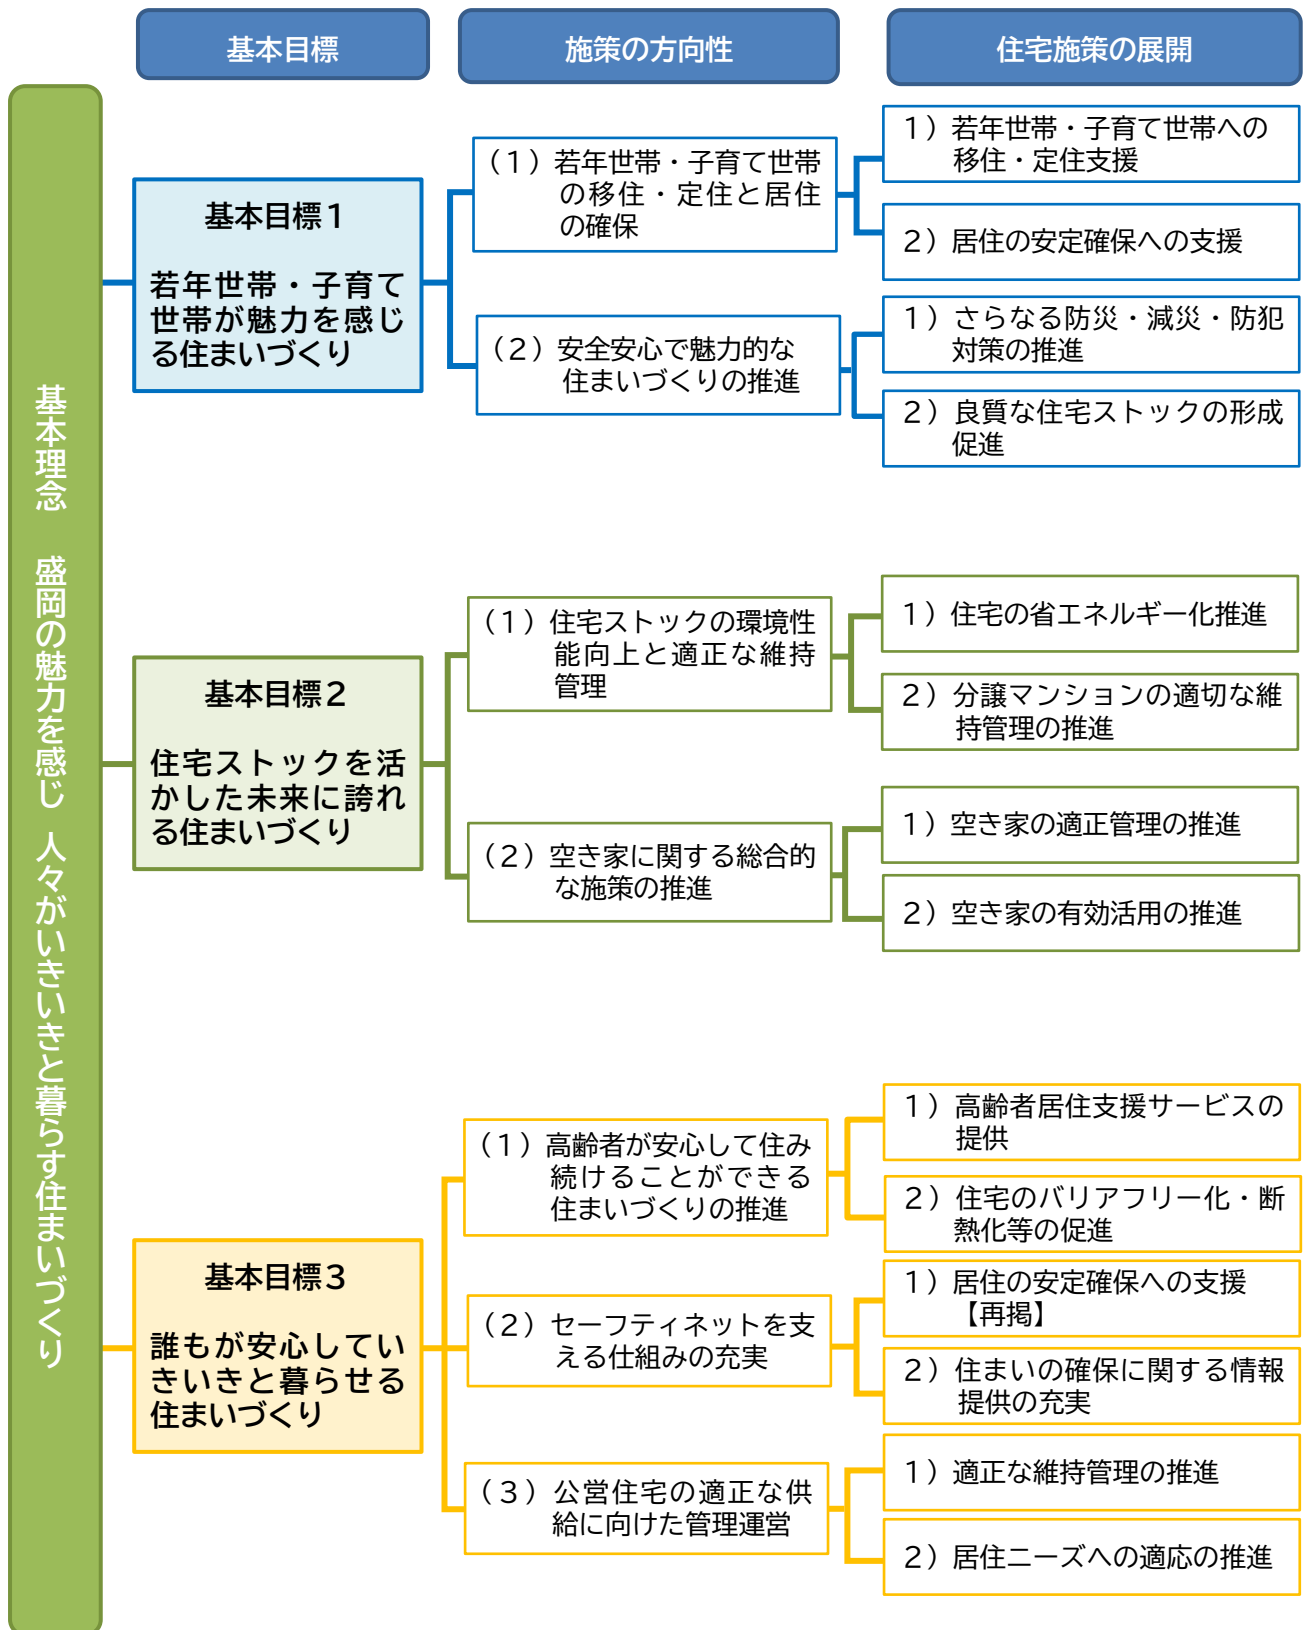 基本目標
施策の方向性
住宅施策の展開
基本理念　盛岡の魅力を感じ 人々がいきいきと暮らす住まいづくり
基本目標1
若年世帯・子育て
世帯が魅力を感じ
る住まいづくり
(1)若年世帯・子育て世帯
の移住・定住と居住
の確保
1)若年世帯・子育て世帯への
移住・定住支援
2)居住の安定確保への支援
(2)安全安心で魅力的な
住まいづくりの推進
1)さらなる防災・減災・防犯
対策の推進
2)良質な住宅ストックの形成
促進
基本目標2
住宅ストックを活
かした未来に誇れ
る住まいづくり
(1)住宅ストックの環境性
能向上と適正な維持
管理
1)住宅の省エネルギー化推進
2)分譲マンションの適切な維
持管理の推進
(2)空き家に関する総合的
な施策の推進
1)空き家の適正管理の推進
2)空き家の有効活用の推進
基本目標3
誰もが安心してい
きいきと暮らせる
住まいづくり
(1)高齢者が安心して住み
続けることができる
住まいづくりの推進
1)高齢者居住支援サービスの
提供
2)住宅のバリアフリー化・断
熱化等の促進
(2)セーフティネットを支
える仕組みの充実
1)居住の安定確保への支援
【再掲】
2)住まいの確保に関する情報
提供の充実
(3)公営住宅の適正な供
給に向けた管理運営
1)適正な維持管理の推進
2)居住ニーズへの適応の推進